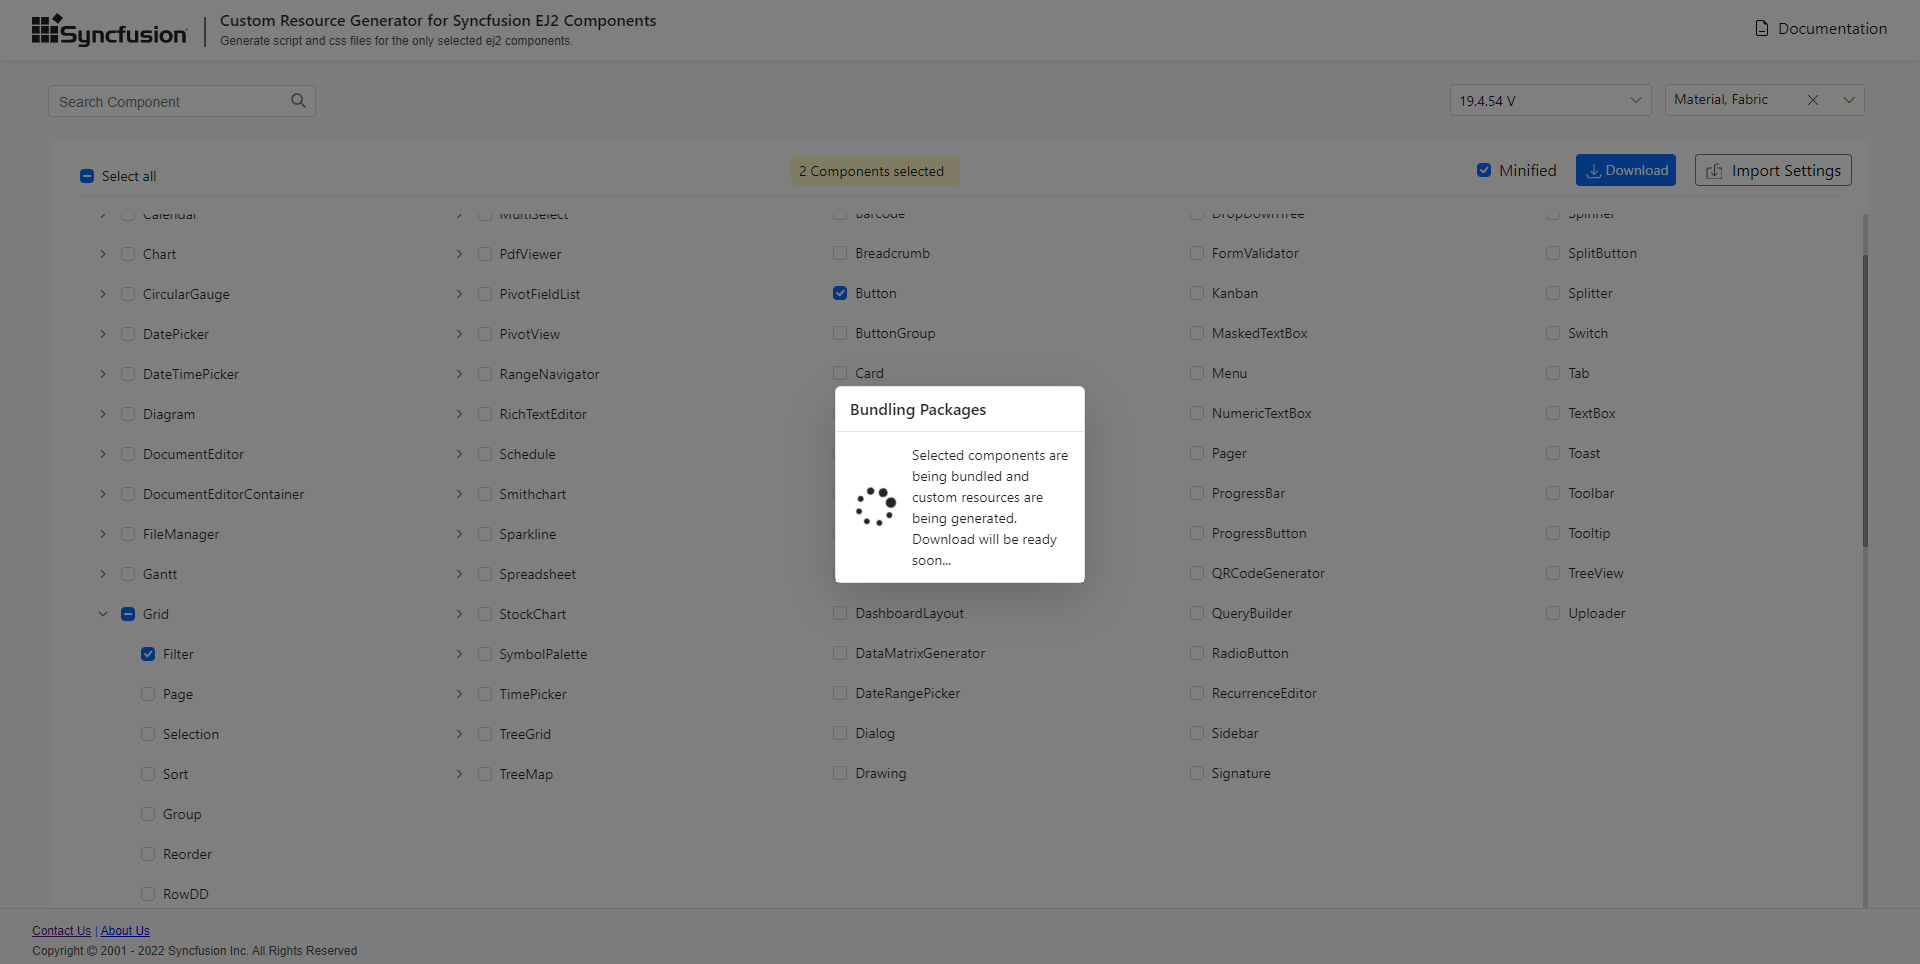 Syncfusion
Custom Resource Generator for Syncfusion EJ2 Components
Generate script and css files for the only selected ej2 components.
Documentation
Search Component
19.4.54 V
Material, Fabric
Select all
2 Components selected
Minified
Download
Import Settings
Calendar
Chart
CircularGauge
DatePicker
DateTimePicker
Diagram
DocumentEditor
DocumentEditorContainer
FileManager
Gantt
Grid
Filter
Page
Selection
Sort
Group
Reorder
RowDD
MultiSelect
PdfViewer
PivotFieldList
PivotView
RangeNavigator
RichTextEditor
Schedule
Smithchart
Sparkline
Spreadsheet
StockChart
SymbolPalette
TimePicker
TreeGrid
TreeMap
Barcode
Breadcrumb
Button
ButtonGroup
Card
Bundling Packages
Selected components are
being bundled and
custom resources are
being generated.
Download will be ready
soon...
DashboardLayout
DataMatrixGenerator
DateRangePicker
Dialog
Drawing
DropDownTree
FormValidator
Kanban
MaskedTextBox
Menu
NumericTextBox
Pager
ProgressBar
ProgressButton
QRCodeGenerator
QueryBuilder
RadioButton
RecurrenceEditor
Sidebar
Signature
Spinner
SplitButton
Splitter
Switch
Tab
TextBox
Toast
Toolbar
Tooltip
TreeView
Uploader
Contact Us | About Us
Copyright © 2001 - 2022 Syncfusion Inc. All Rights Reserved